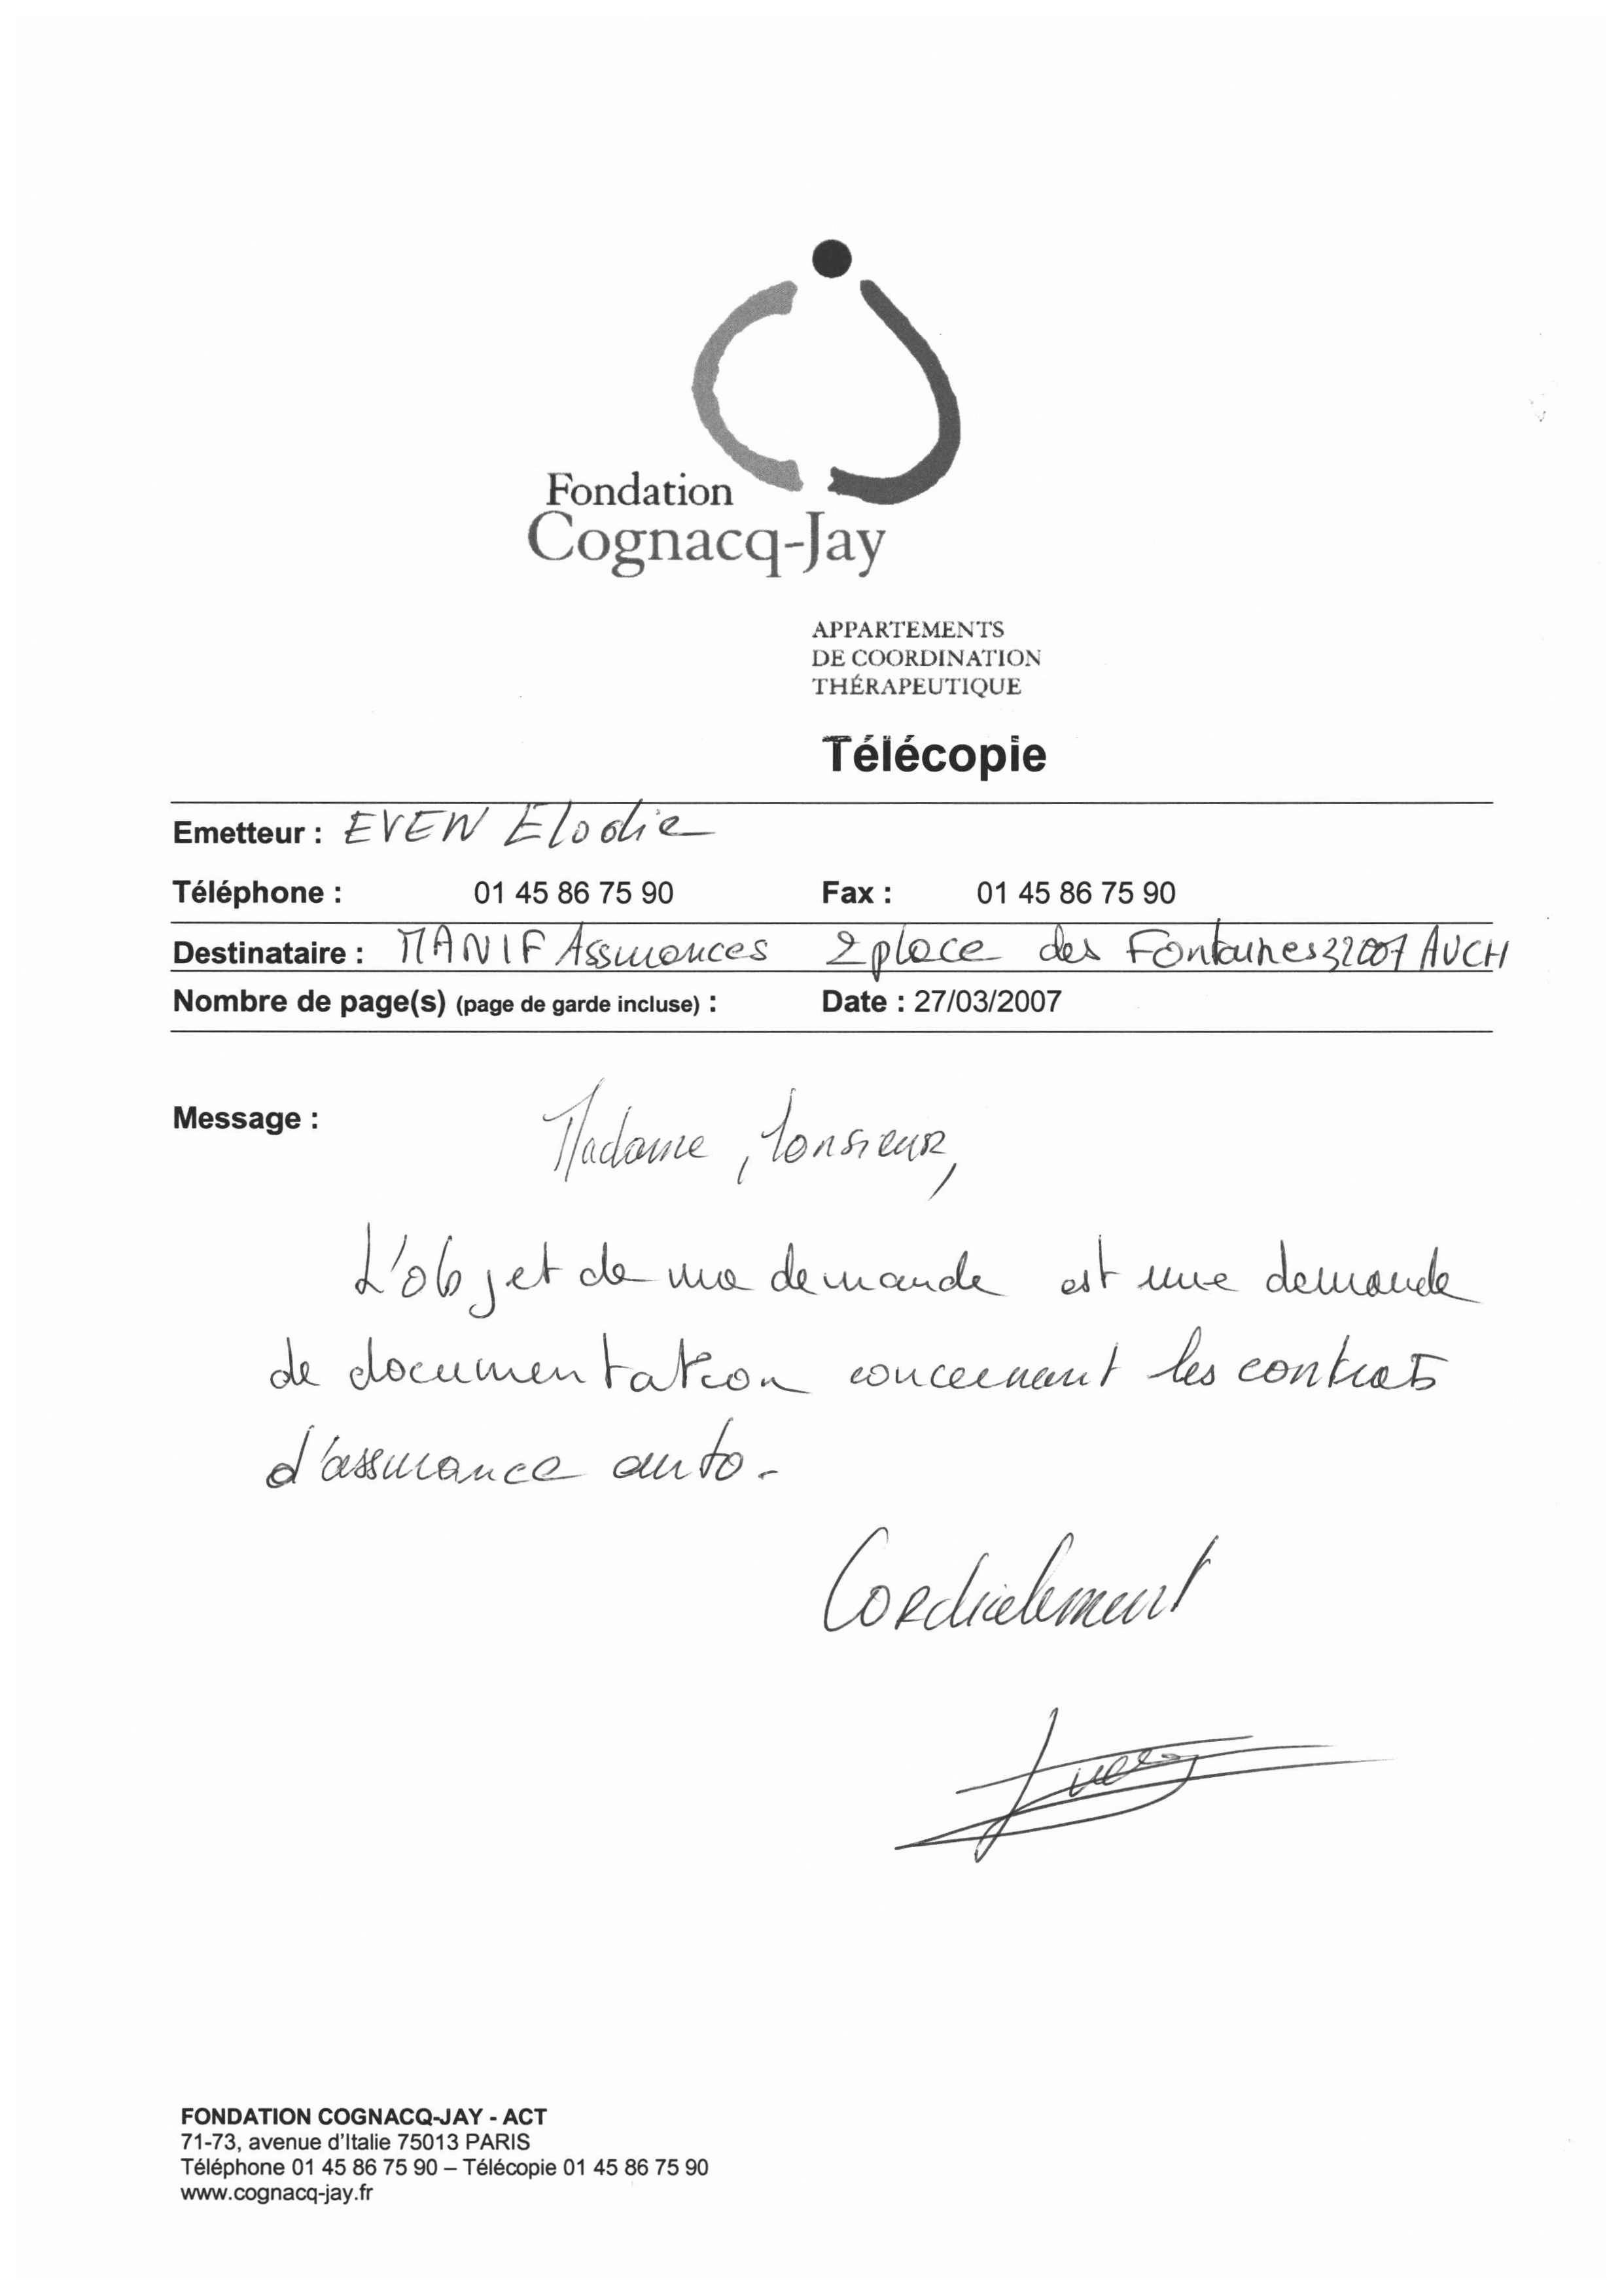 Fondation
Cognacq-Jay
APPARTEMENTS
DE COORDINATION
THÉRAPEUTIQUE
Télécopie
Emetteur : EVEN Elodie
Téléphone : 01 45 86 75 90 Fax : 01 45 86 75 90
Destinataire : MANIF Assurances 2 place des Fontaines 32007 AUCH
Nombre de page(s) (page de garde incluse) : Date : 27/03/2007
Message : Madame, Monsieur,
L'objet de ma demande est une demande
de documentation concernant les contrats
d'assurance auto.
Cordialement
FONDATION COGNACQ-JAY - ACT
71-73, avenue d'Italie 75013 PARIS
Téléphone 01 45 86 75 90 – Télécopie 01 45 86 75 90
www.cognacq-jay.fr